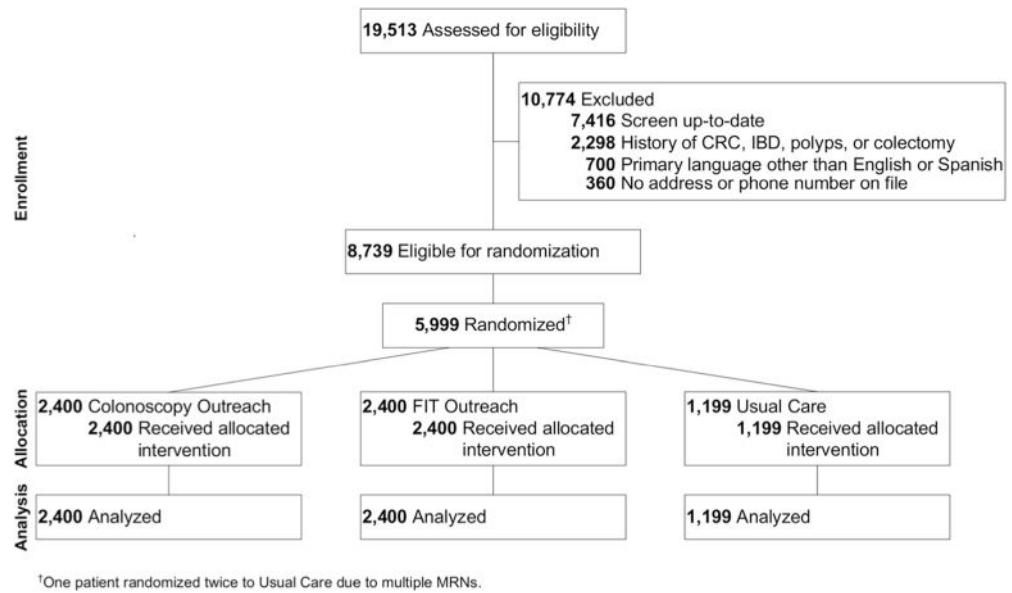 19,513 Assessed for eligibility
10,774 Excluded
7,416 Screen up-to-date
2,298 History of CRC, IBD, polyps, or colectomy
700 Primary language other than English or Spanish
360 No address or phone number on file
Enrollment
8,739 Eligible for randomization
5,999 Randomized†
Allocation
2,400 Colonoscopy Outreach
2,400 Received allocated
intervention
2,400 FIT Outreach
2,400 Received allocated
intervention
1,199 Usual Care
1,199 Received allocated
intervention
Analysis
2,400 Analyzed
2,400 Analyzed
1,199 Analyzed
†One patient randomized twice to Usual Care due to multiple MRNs.